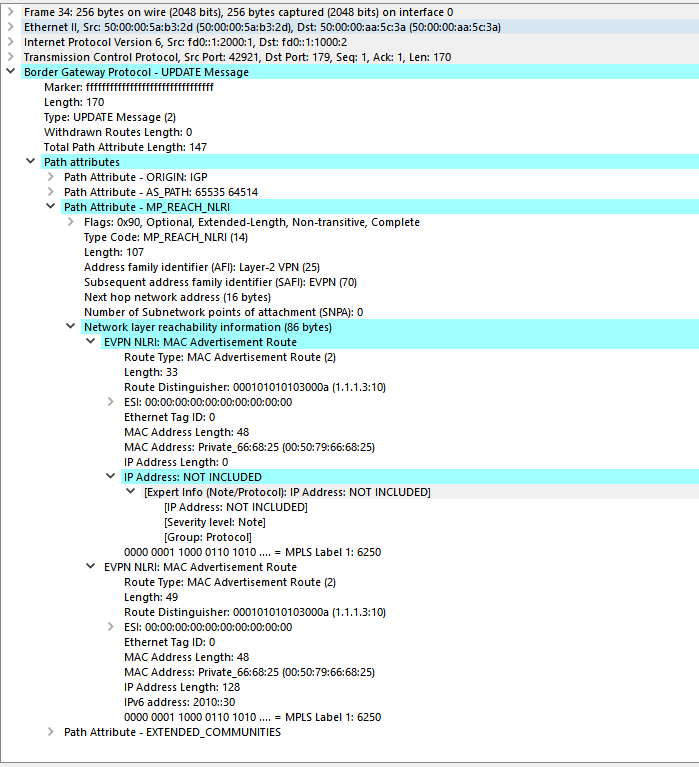 Frame 34: 256 bytes on wire (2048 bits), 256 bytes captured (2048 bits) on interface 0
Ethernet II, Src: 50:00:00:5a:b3:2d (50:00:00:5a:b3:2d), Dst: 50:00:00:aa:5c:3a (50:00:00:aa:5c:3a)
Internet Protocol Version 6, Src: fd0::1:2000:1, Dst: fd0::1:1000:2
Transmission Control Protocol, Src Port: 42921, Dst Port: 179, Seq: 1, Ack: 1, Len: 170
Border Gateway Protocol - UPDATE Message
Marker: ffffffffffffffffffffffffffffffff
Length: 170
Type: UPDATE Message (2)
Withdrawn Routes Length: 0
Total Path Attribute Length: 147
Path attributes
Path Attribute - ORIGIN: IGP
Path Attribute - AS_PATH: 65535 64514
Path Attribute - MP_REACH_NLRI
Flags: 0x90, Optional, Extended-Length, Non-transitive, Complete
Type Code: MP_REACH_NLRI (14)
Length: 107
Address family identifier (AFI): Layer-2 VPN (25)
Subsequent address family identifier (SAFI): EVPN (70)
Next hop network address (16 bytes)
Number of Subnetwork points of attachment (SNPA): 0
Network layer reachability information (86 bytes)
EVPN NLRI: MAC Advertisement Route
Route Type: MAC Advertisement Route (2)
Length: 33
Route Distinguisher: 000101010103000a (1.1.1.3:10)
ESI: 00:00:00:00:00:00:00:00:00:00
Ethernet Tag ID: 0
MAC Address Length: 48
MAC Address: Private_66:68:25 (00:50:79:66:68:25)
IP Address Length: 0
IP Address: NOT INCLUDED
[Expert Info (Note/Protocol): IP Address: NOT INCLUDED]
[IP Address: NOT INCLUDED]
[Severity level: Note]
[Group: Protocol]
0000 0001 1000 0110 1010 .... = MPLS Label 1: 6250
EVPN NLRI: MAC Advertisement Route
Route Type: MAC Advertisement Route (2)
Length: 49
Route Distinguisher: 000101010103000a (1.1.1.3:10)
ESI: 00:00:00:00:00:00:00:00:00:00
Ethernet Tag ID: 0
MAC Address Length: 48
MAC Address: Private_66:68:25 (00:50:79:66:68:25)
IP Address Length: 128
IPv6 address: 2010::30
0000 0001 1000 0110 1010 .... = MPLS Label 1: 6250
Path Attribute - EXTENDED_COMMUNITIES